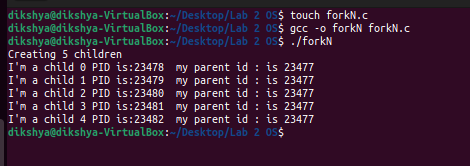 dikshya@dikshya-VirtualBox:~/Desktop/Lab 2 OS$ touch forkN.c
dikshya@dikshya-VirtualBox:~/Desktop/Lab 2 OS$ gcc -o forkN forkN.c
dikshya@dikshya-VirtualBox:~/Desktop/Lab 2 OS$ ./forkN
Creating 5 children
I'm a child 0 PID is:23478  my parent id : is 23477
I'm a child 1 PID is:23479  my parent id : is 23477
I'm a child 2 PID is:23480  my parent id : is 23477
I'm a child 3 PID is:23481  my parent id : is 23477
I'm a child 4 PID is:23482  my parent id : is 23477
dikshya@dikshya-VirtualBox:~/Desktop/Lab 2 OS$